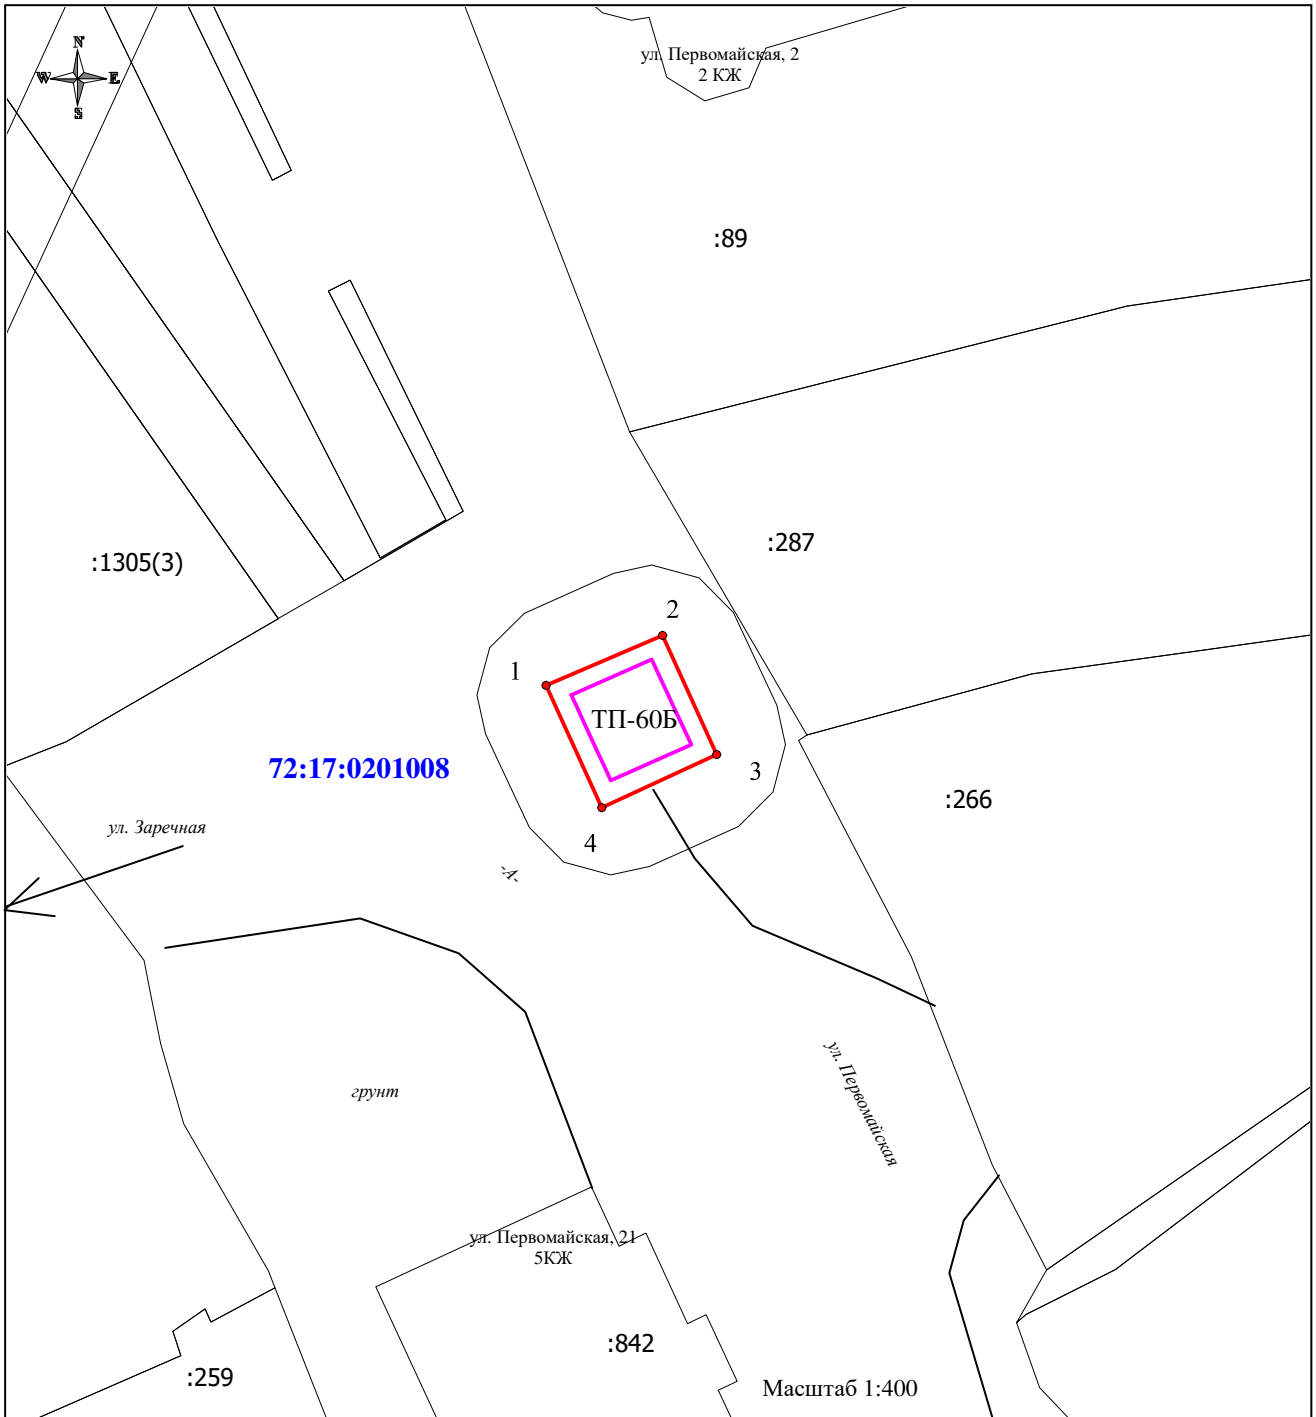 N
W E
S
ул. Первомайская, 2
2 КЖ
:89
:287
:1305(3)
2
1
ТП-60Б
72:17:0201008
3
:266
ул. Заречная
4
-А-
ул. Первомайская
грунт
ул. Первомайская, 21
5КЖ
:842
:259
Масштаб 1:400